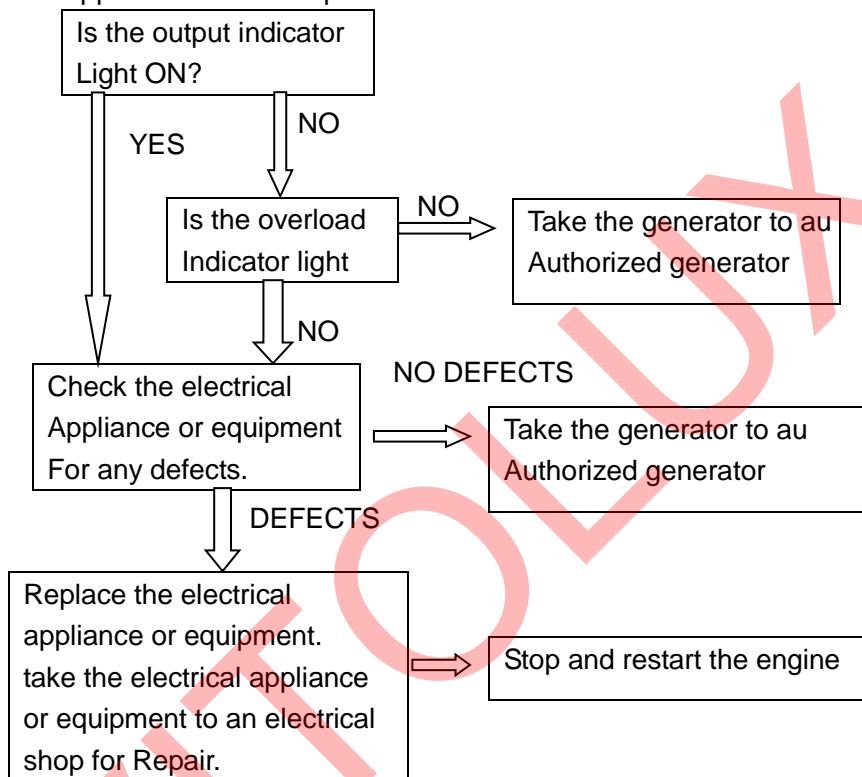 Is the output indicator
Light ON?
YES
NO
Is the overload
Indicator light
NO
Take the generator to au
Authorized generator
NO
Check the electrical
Appliance or equipment
For any defects.
NO DEFECTS
Take the generator to au
Authorized generator
DEFECTS
Replace the electrical
appliance or equipment.
take the electrical appliance
or equipment to an electrical
shop for Repair.
Stop and restart the engine
ITOLUX